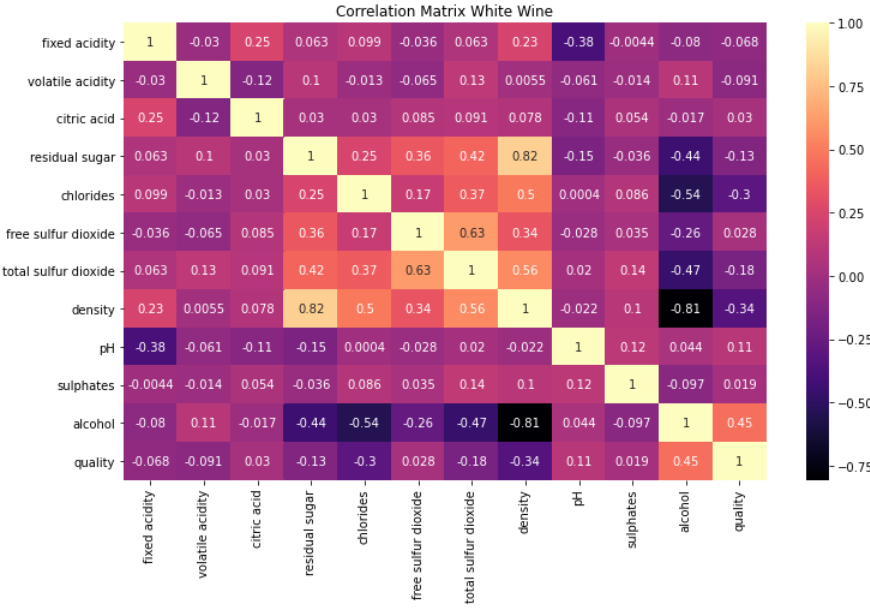 Correlation Matrix White Wine
fixed acidity 1 -0.03 0.25 0.063 0.099 -0.036 0.063 0.23 -0.38 -0.0044 -0.08 -0.068
volatile acidity -0.03 1 -0.12 0.1 -0.013 -0.065 0.13 0.0055 -0.061 -0.014 0.11 -0.091
citric acid 0.25 -0.12 1 0.03 0.03 0.085 0.091 0.078 -0.11 0.054 -0.017 0.03
residual sugar 0.063 0.1 0.03 1 0.25 0.36 0.42 0.82 -0.15 -0.036 -0.44 -0.13
chlorides 0.099 -0.013 0.03 0.25 1 0.17 0.37 0.5 0.0004 0.086 -0.54 -0.3
free sulfur dioxide -0.036 -0.065 0.085 0.36 0.17 1 0.63 0.34 -0.028 0.035 -0.26 0.028
total sulfur dioxide 0.063 0.13 0.091 0.42 0.37 0.63 1 0.56 0.02 0.14 -0.47 -0.18
density 0.23 0.0055 0.078 0.82 0.5 0.34 0.56 1 -0.022 0.1 -0.81 -0.34
pH -0.38 -0.061 -0.11 -0.15 0.0004 -0.028 0.02 -0.022 1 0.12 0.044 0.11
sulphates -0.0044 -0.014 0.054 -0.036 0.086 0.035 0.14 0.1 0.12 1 -0.097 0.019
alcohol -0.08 0.11 -0.017 -0.44 -0.54 -0.26 -0.47 -0.81 0.044 -0.097 1 0.45
quality -0.068 -0.091 0.03 -0.13 -0.3 0.028 -0.18 -0.34 0.11 0.019 0.45 1
fixed acidity
volatile acidity
citric acid
residual sugar
chlorides
free sulfur dioxide
total sulfur dioxide
density
pH
sulphates
alcohol
quality
1.00
0.75
0.50
0.25
0.00
−0.25
−0.50
−0.75